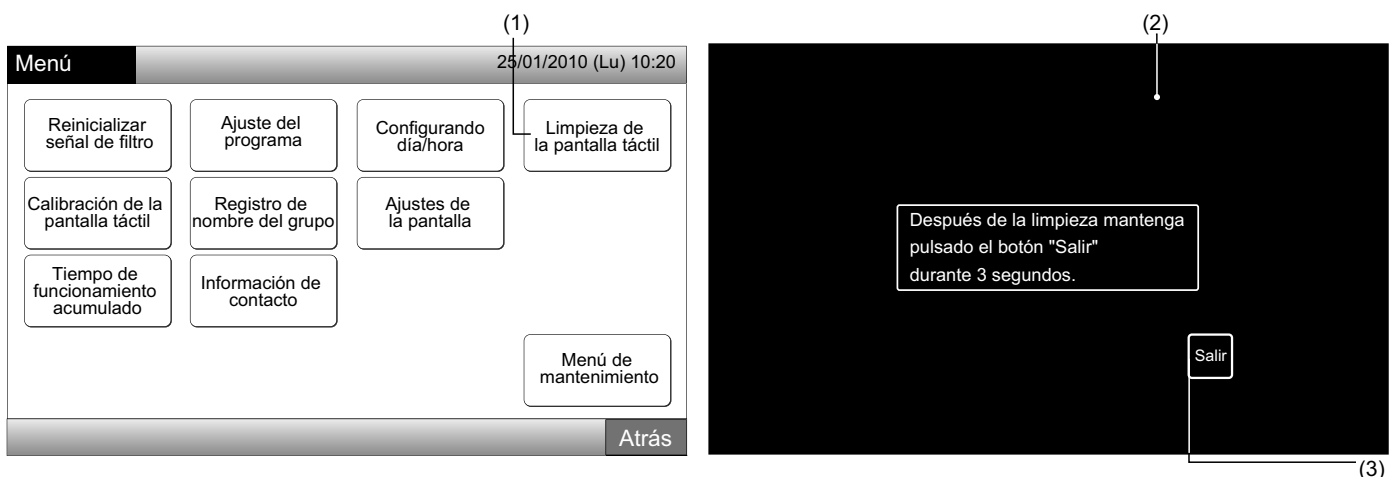 (1)
Menú
25/01/2010 (Lu) 10:20
Reinicializar
señal de filtro
Ajuste del
programa
Configurando
día/hora
Limpieza de
la pantalla táctil
Calibración de la
pantalla táctil
Registro de
nombre del grupo
Ajustes de
la pantalla
Tiempo de
funcionamiento
acumulado
Información de
contacto
Menú de
mantenimiento
Atrás
(2)
Después de la limpieza mantenga
pulsado el botón "Salir"
durante 3 segundos.
Salir
(3)